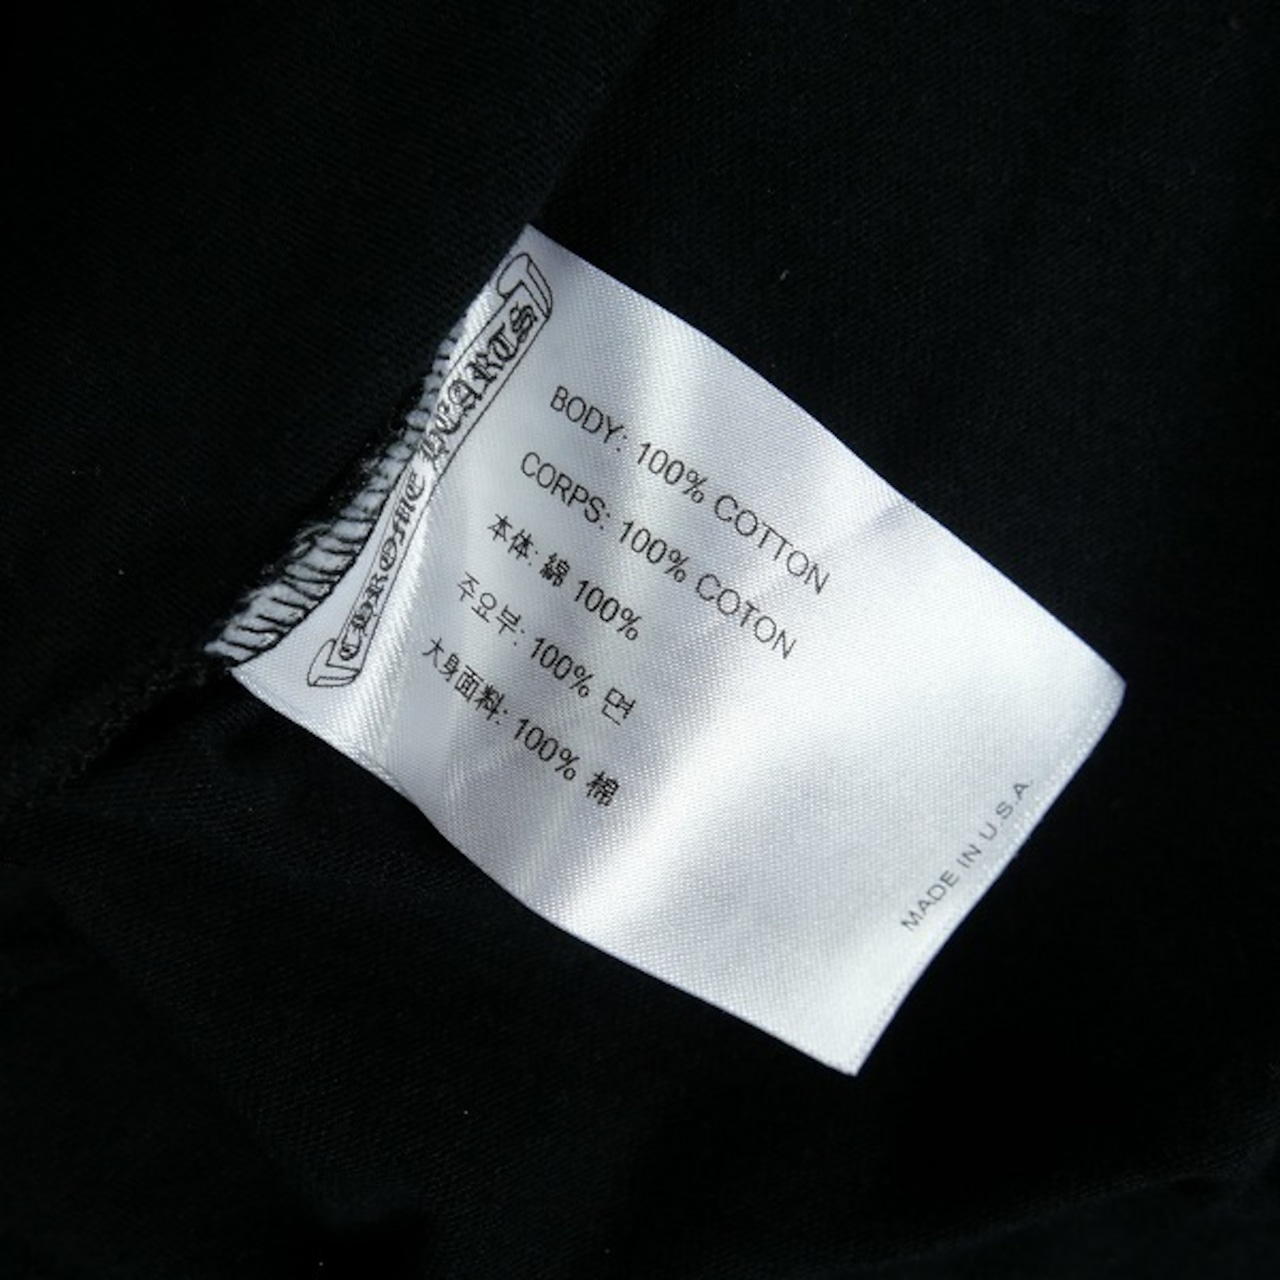 CHROME HEARTS
BODY: 100% COTTON
CORPS: 100% COTON
本体: 綿 100%
주요부: 100% 면
大身面料: 100% 棉
MADE IN U.S.A.